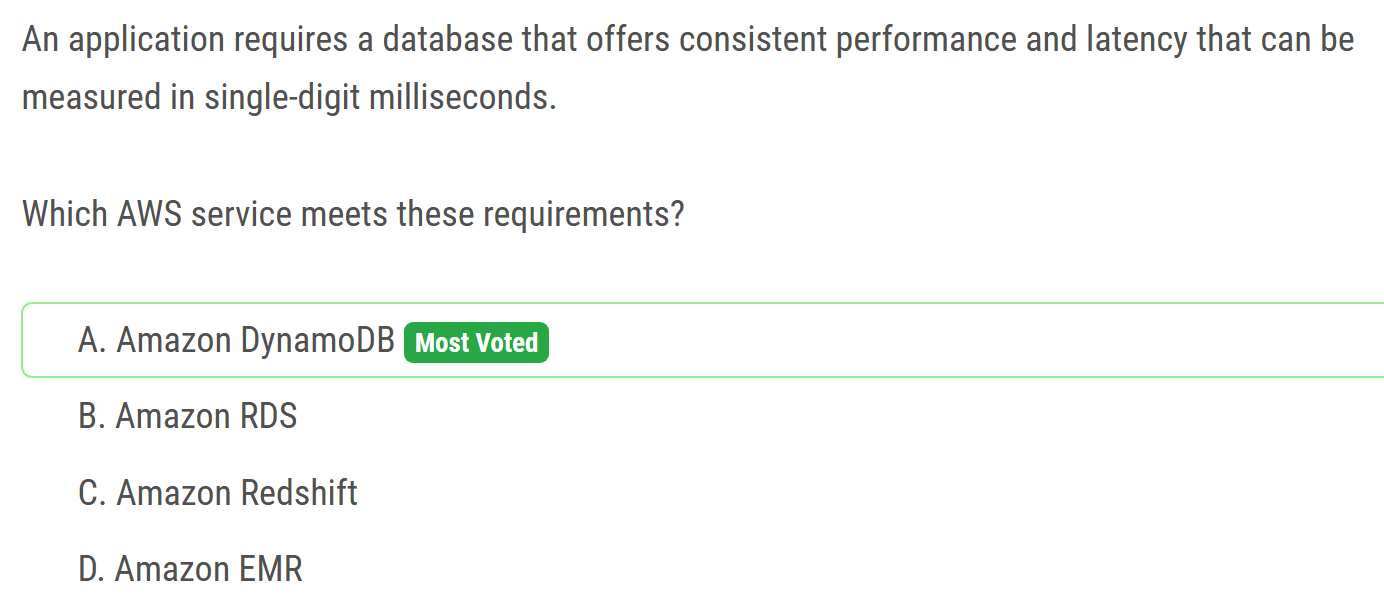 An application requires a database that offers consistent performance and latency that can be
measured in single-digit milliseconds.
Which AWS service meets these requirements?
A. Amazon DynamoDB Most Voted
B. Amazon RDS
C. Amazon Redshift
D. Amazon EMR